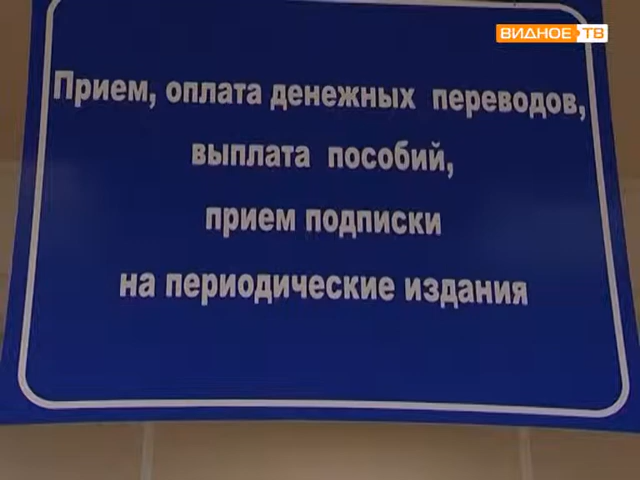 ВИДНОЕ ТВ
Прием, оплата денежных переводов,
выплата пособий,
прием подписки
на периодические издания